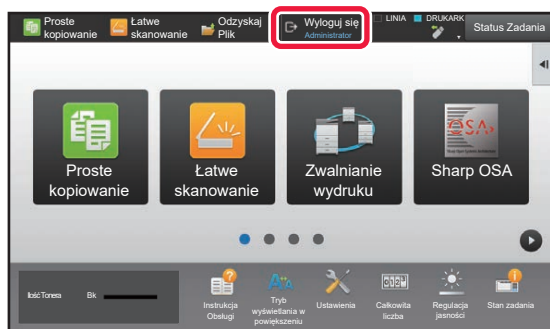 Proste
kopiowanie
Łatwe
skanowanie
Odzyskaj
Plik
Wyloguj się
Administrator
LINIA
DRUKARK
Status Zadania
Proste
kopiowanie
Łatwe
skanowanie
Zwalnianie
wydruku
OSA
Sharp OSA
Ilość Tonera
Bk
Instrukcja
Obsługi
Tryb
wyświetlania w
powiększeniu
Ustawienia
Całkowita
liczba
Regulacja
jasności
Stan zadania